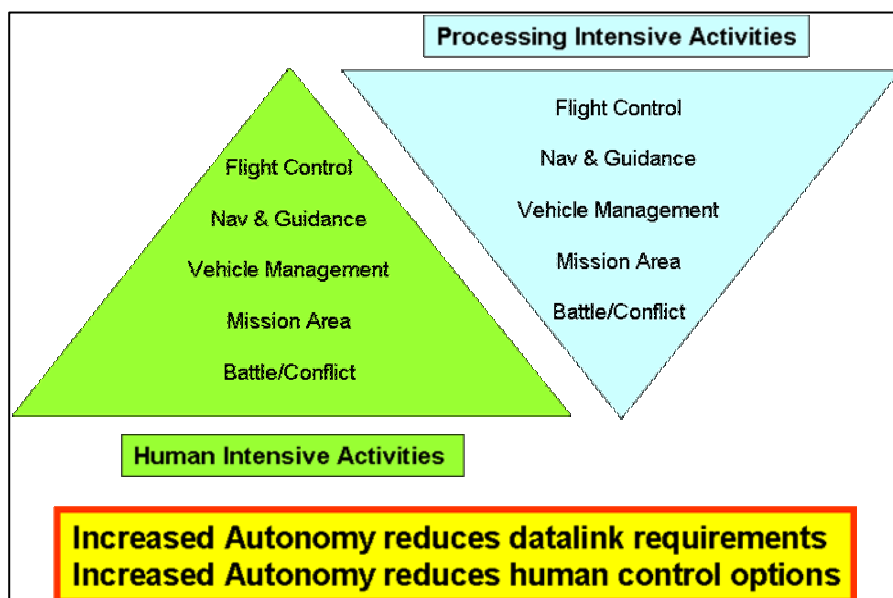 Processing Intensive Activities
Flight Control
Nav & Guidance
Vehicle Management
Mission Area
Battle/Conflict
Flight Control
Nav & Guidance
Vehicle Management
Mission Area
Battle/Conflict
Human Intensive Activities
Increased Autonomy reduces datalink requirements
Increased Autonomy reduces human control options